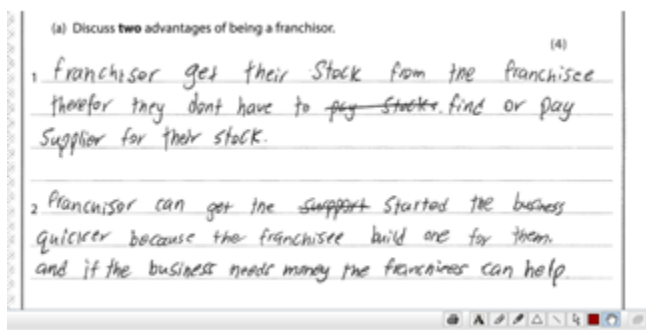 (a) Discuss two advantages of being a franchisor.
(4)
1 franchisor get their stock from the franchisee
therefor they dont have to pay stocks. find or pay
supplier for their stock.
2 franchisor can get the support started the business
quicker because the franchisee build one for them.
and if the business needs money the franchisees can help